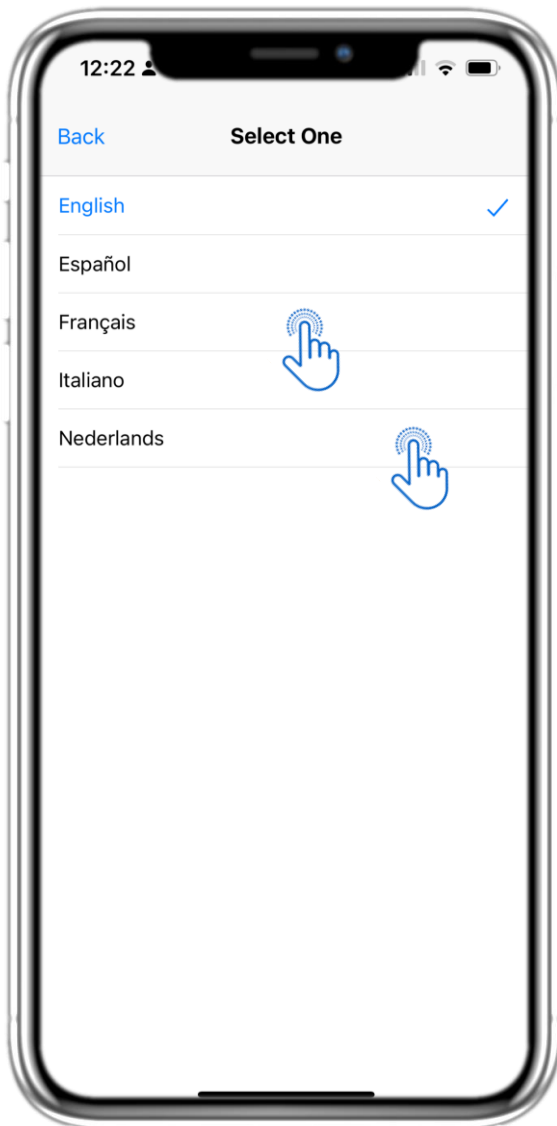 12:22
Back
Select One
English
Español
Français
Italiano
Nederlands